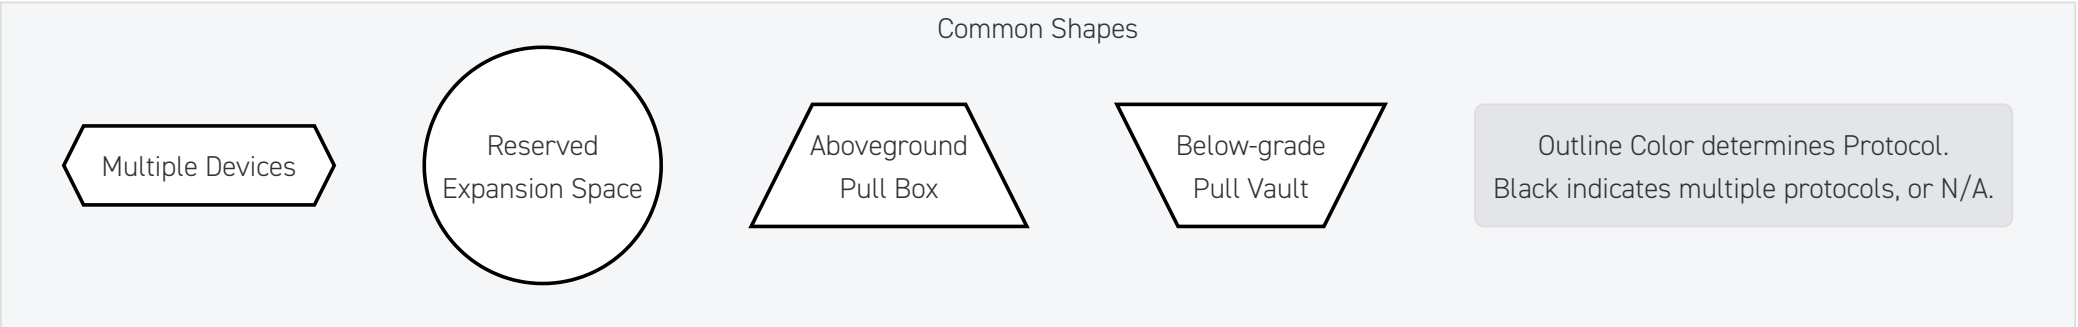 Common Shapes
Multiple Devices
Reserved
Expansion Space
Aboveground
Pull Box
Below-grade
Pull Vault
Outline Color determines Protocol.
Black indicates multiple protocols, or N/A.